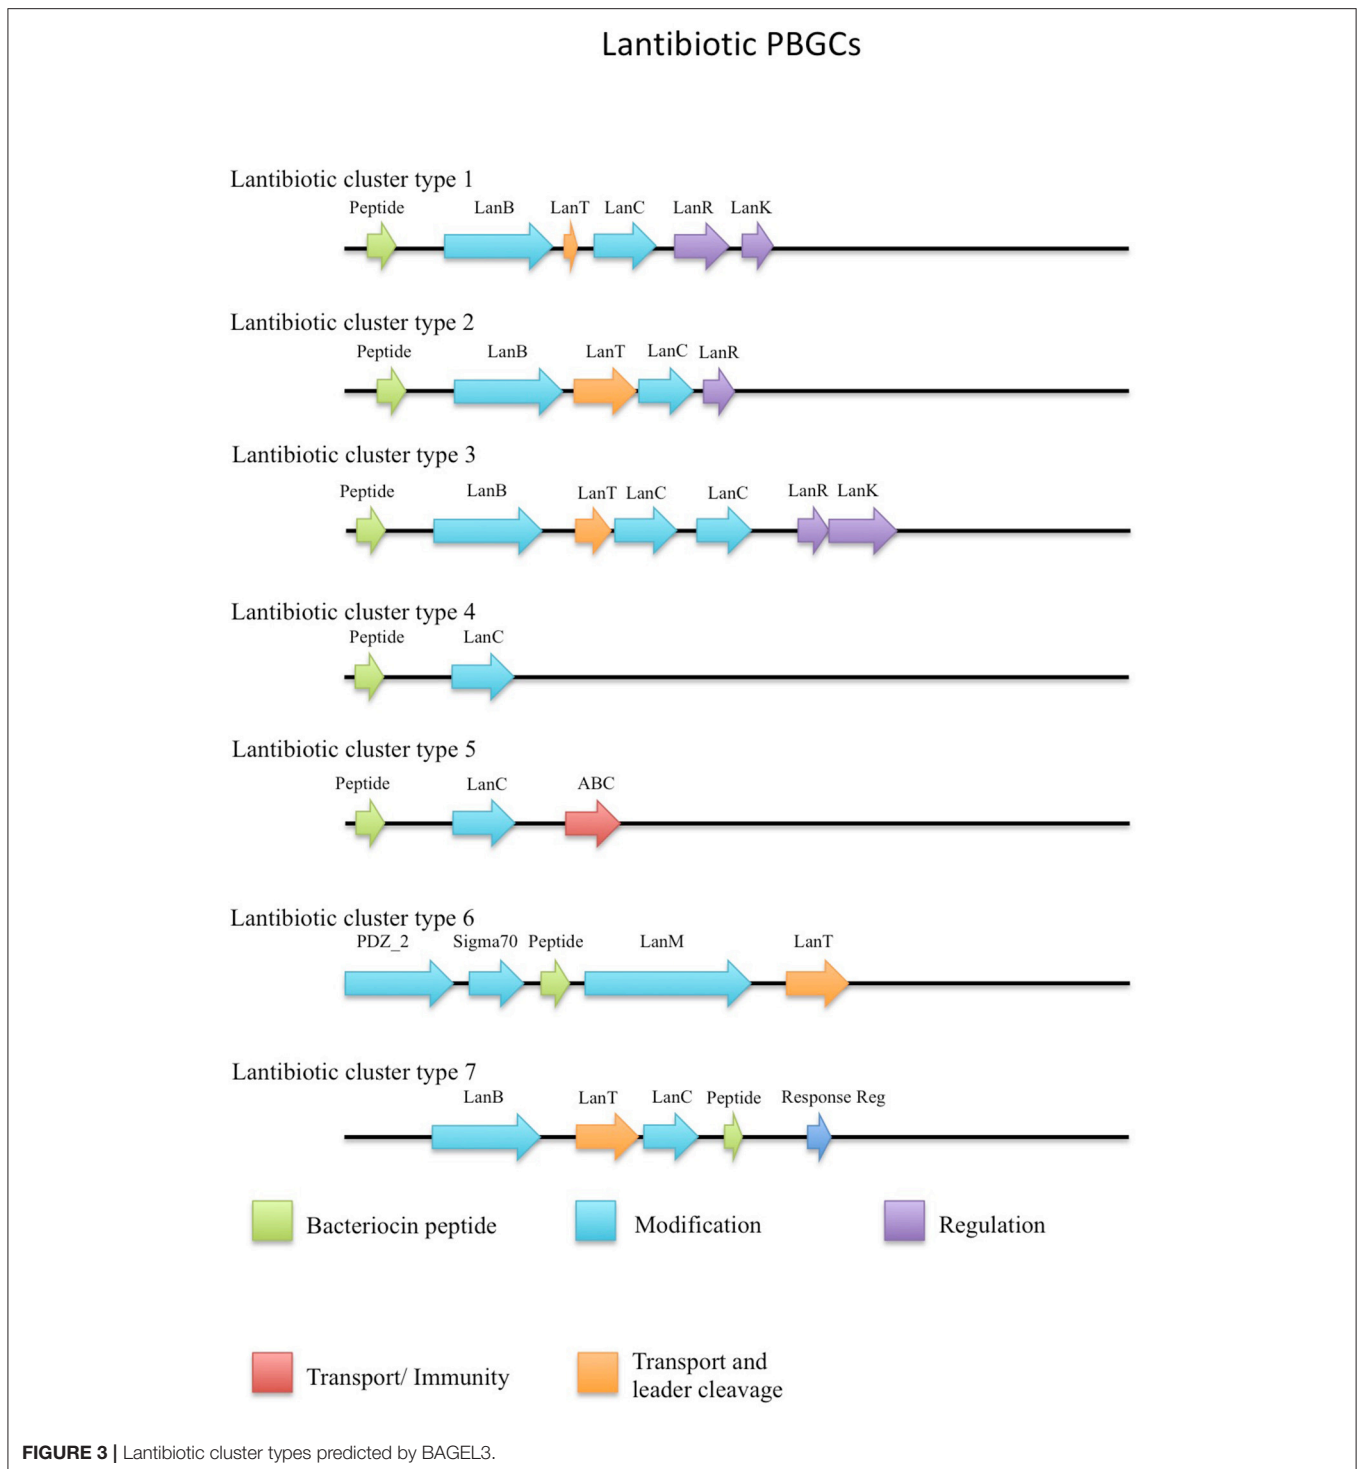 Lantibiotic PBGCs
Lantibiotic cluster type 1
Peptide LanB LanT LanC LanR LanK
Lantibiotic cluster type 2
Peptide LanB LanT LanC LanR
Lantibiotic cluster type 3
Peptide LanB LanT LanC LanC LanR LanK
Lantibiotic cluster type 4
Peptide LanC
Lantibiotic cluster type 5
Peptide LanC ABC
Lantibiotic cluster type 6
PDZ_2 Sigma70 Peptide LanM LanT
Lantibiotic cluster type 7
LanB LanT LanC Peptide Response Reg
Bacteriocin peptide Modification Regulation
Transport/ Immunity
Transport and
leader cleavage
FIGURE 3 | Lantibiotic cluster types predicted by BAGEL3.